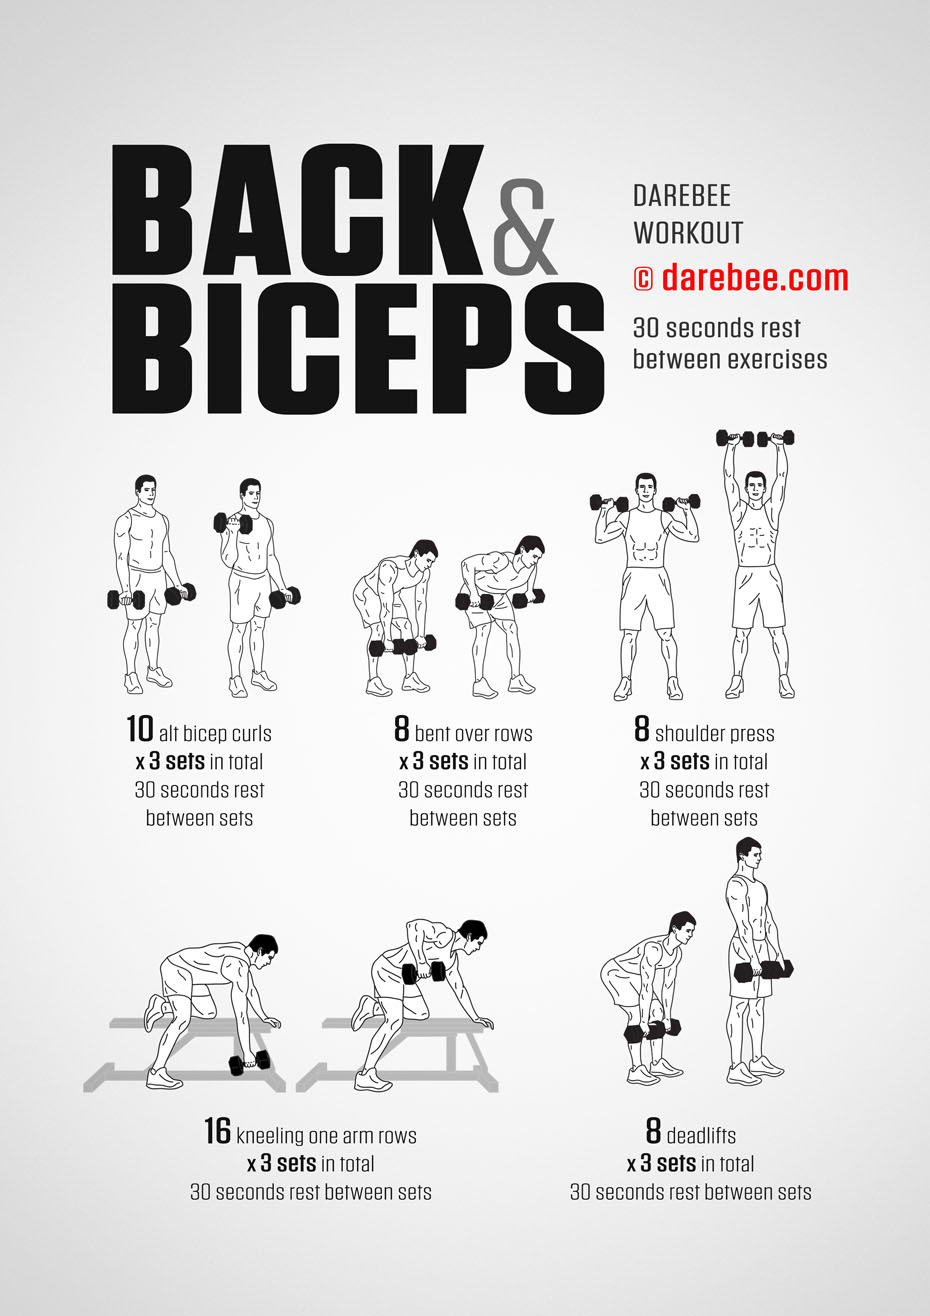 BACK &
BICEPS
DAREBEE
WORKOUT
© darebee.com
30 seconds rest
between exercises
10 alt bicep curls
x 3 sets in total
30 seconds rest
between sets
8 bent over rows
x 3 sets in total
30 seconds rest
between sets
8 shoulder press
x 3 sets in total
30 seconds rest
between sets
16 kneeling one arm rows
x 3 sets in total
30 seconds rest between sets
8 deadlifts
x 3 sets in total
30 seconds rest between sets